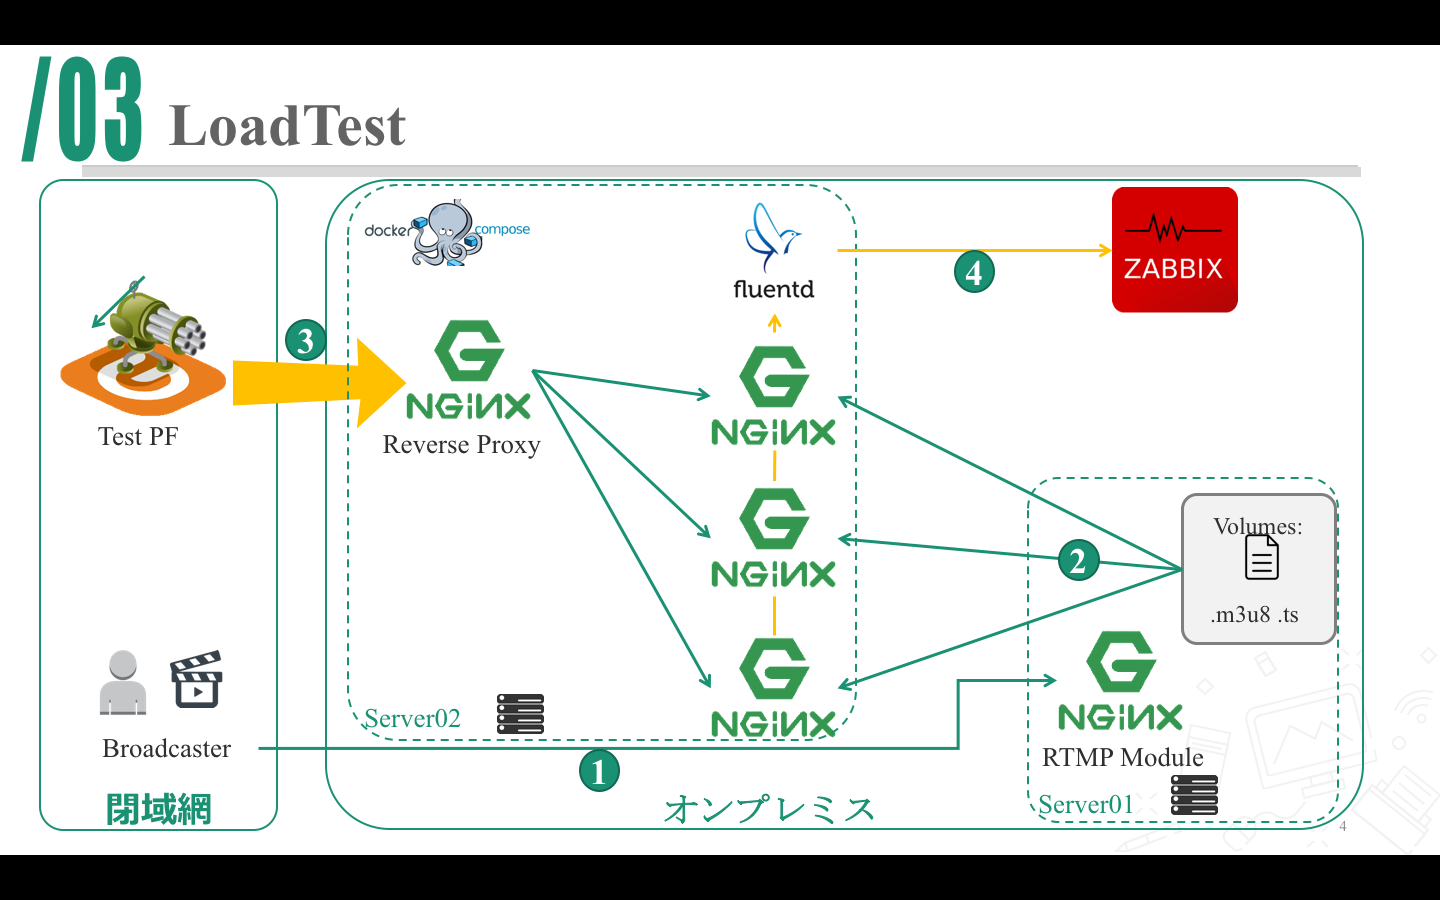 /03 LoadTest
docker compose
fluentd
4
ZABBIX
3
NGINX
Reverse Proxy
NGINX
Test PF
NGINX
2
Volumes:
.m3u8 .ts
NGINX
NGINX
RTMP Module
Server02
Broadcaster
1
Server01
閉域網
オンプレミス
4